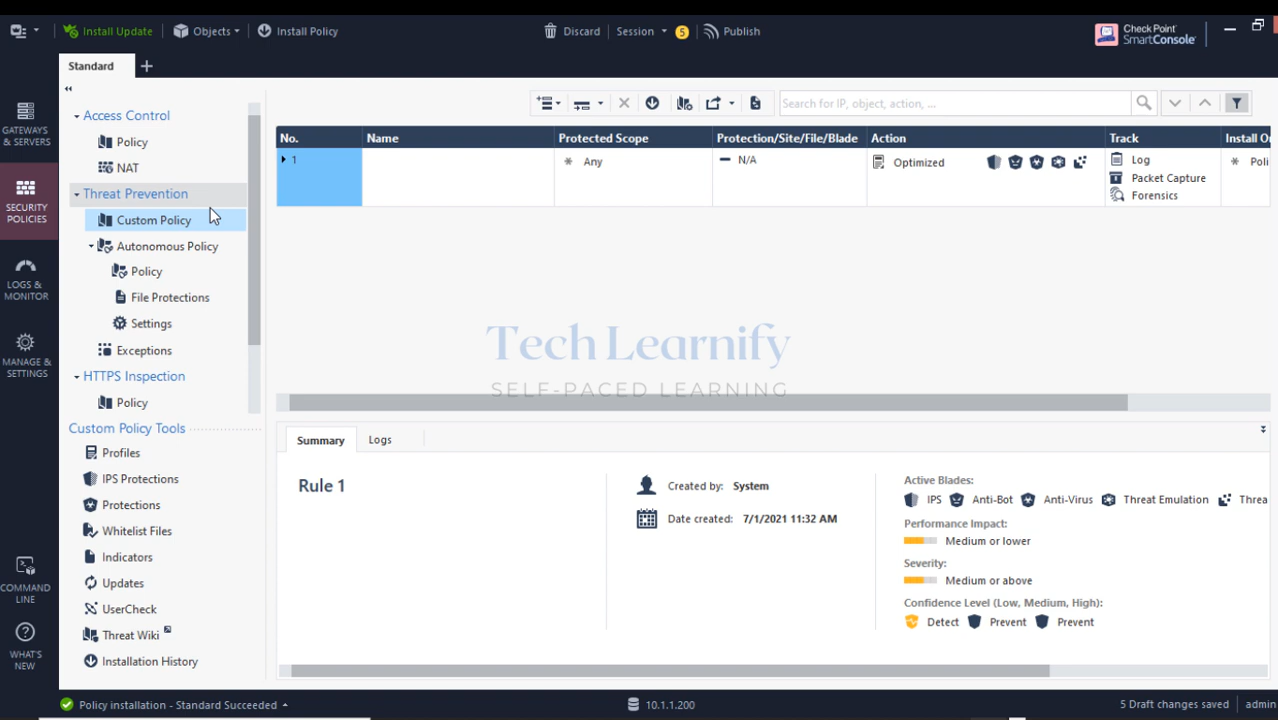 Install Update
Objects
Install Policy
Discard
Session
5
Publish
Check Point
SmartConsole
Standard
GATEWAYS
& SERVERS
SECURITY
POLICIES
LOGS &
MONITOR
MANAGE &
SETTINGS
COMMAND
LINE
WHAT'S
NEW
Access Control
Policy
NAT
Threat Prevention
Custom Policy
Autonomous Policy
Policy
File Protections
Settings
Exceptions
HTTPS Inspection
Policy
Custom Policy Tools
Profiles
IPS Protections
Protections
Whitelist Files
Indicators
Updates
UserCheck
Threat Wiki
Installation History
Search for IP, object, action, ...
No. Name Protected Scope Protection/Site/File/Blade Action Track Install On
1 Any N/A Optimized Log Poli
Packet Capture
Forensics
Tech Learnify
SELF-PACED LEARNING
Summary Logs
Rule 1
Created by: System
Date created: 7/1/2021 11:32 AM
Active Blades:
IPS Anti-Bot Anti-Virus Threat Emulation Threa
Performance Impact:
Medium or lower
Severity:
Medium or above
Confidence Level (Low, Medium, High):
Detect Prevent Prevent
Policy installation - Standard Succeeded
10.1.1.200
5 Draft changes saved
admin